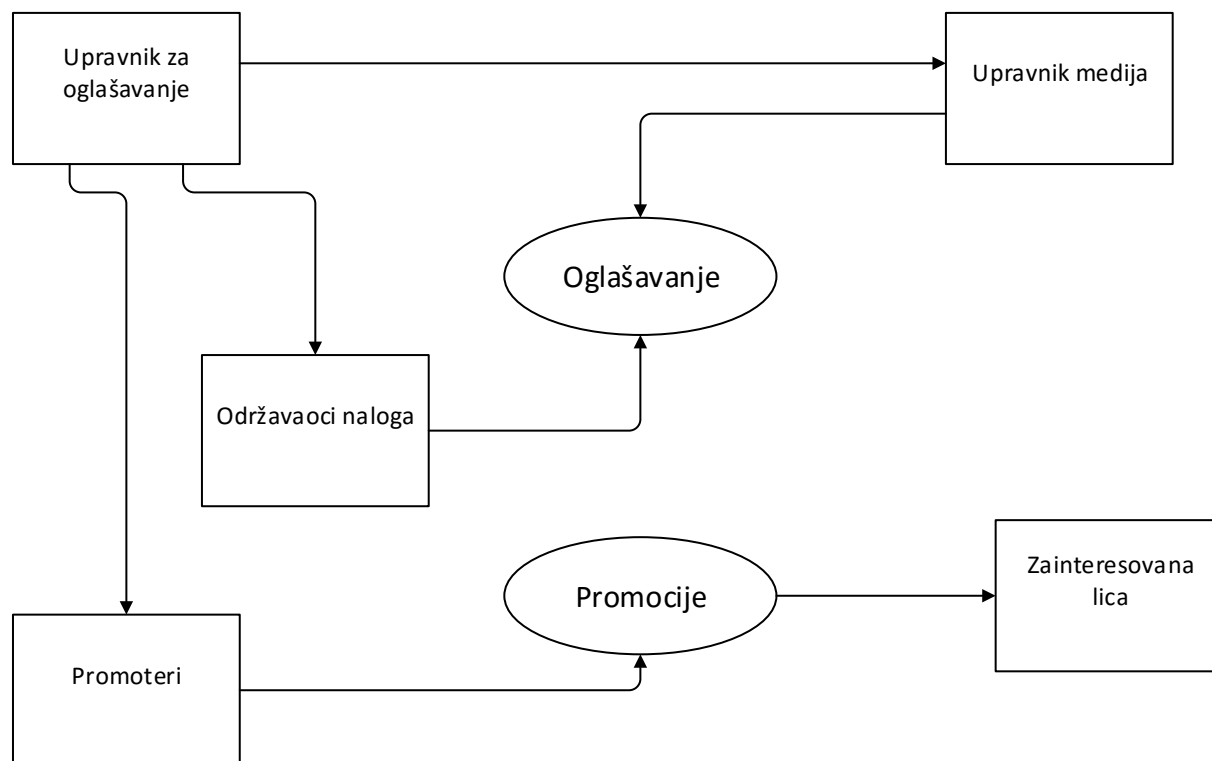 Upravnik za
oglašavanje
Upravnik medija
Oglašavanje
Održavaoci naloga
Promocije
Zainteresovana
lica
Promoteri